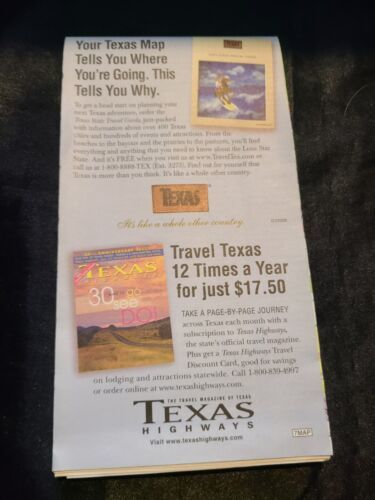 Your Texas Map
Tells You Where
You're Going. This
Tells You Why.
To get a head start on planning your
next Texas adventure, order the
Texas State Travel Guide, jam-packed
with information about over 400 Texas
cities and hundreds of events and attractions. From the
beaches to the bayous and the prairies to the pastures, you'll find
everything and anything that you need to know about the Lone Star
State. And it's FREE when you visit us at www.TravelTex.com or
call us at 1-800-8888-TEX (Ext. 3275). Find out for yourself that
Texas is more than you think. It's like a whole other country.
TEXAS
It's like a whole other country.
TEXAS
30
go
see
DO!
Travel Texas
12 Times a Year
for just $17.50
TAKE A PAGE-BY-PAGE JOURNEY
across Texas each month with a
subscription to Texas Highways,
the state's official travel magazine.
Plus get a Texas Highways Travel
Discount Card, good for savings
on lodging and attractions statewide. Call 1-800-839-4997
or order online at www.texashighways.com.
THE TRAVEL MAGAZINE OF TEXAS
TEXAS
HIGHWAYS
Visit www.texashighways.com
7MAP